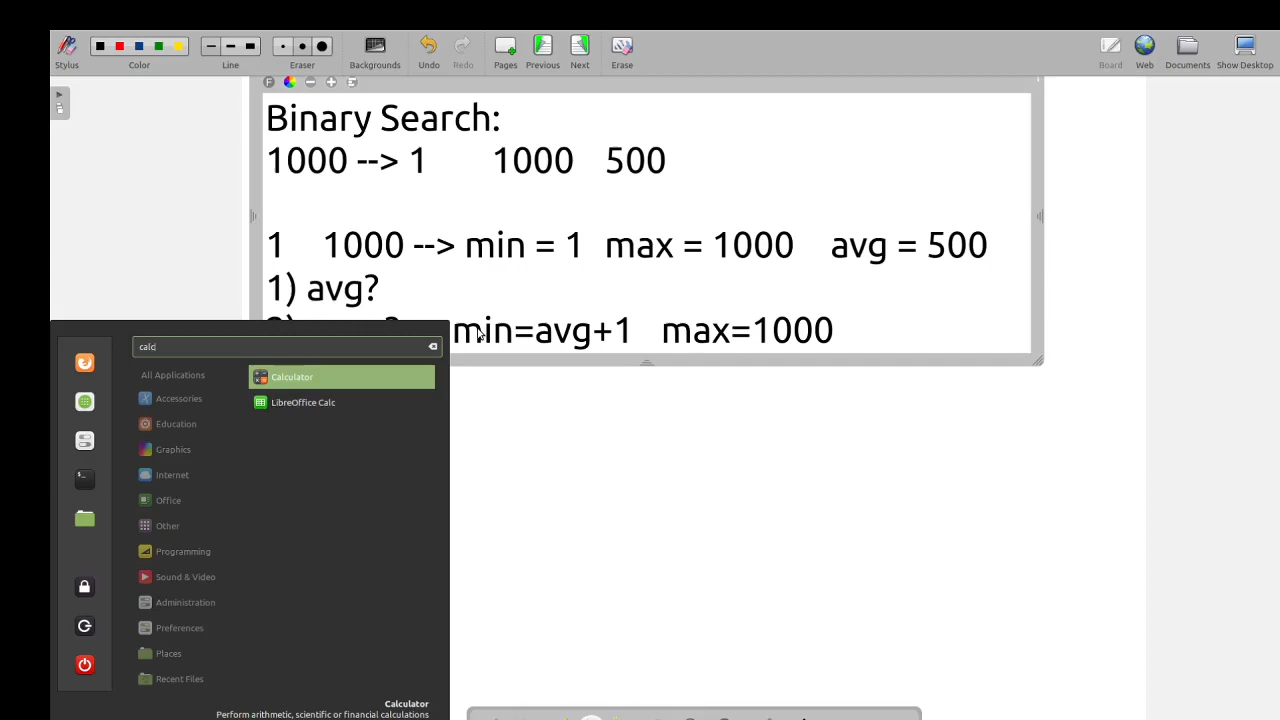 Stylus Color Line Eraser Backgrounds Undo Redo Pages Previous Next Erase Board Web Documents Show Desktop
F
Binary Search:
1000 --> 1 1000 500
1 1000 --> min = 1 max = 1000 avg = 500
1) avg?
min=avg+1 max=1000
calc
All Applications
Accessories
Education
Graphics
Internet
Office
Other
Programming
Sound & Video
Administration
Preferences
Places
Recent Files
Calculator
LibreOffice Calc
Calculator
Perform arithmetic, scientific or financial calculations